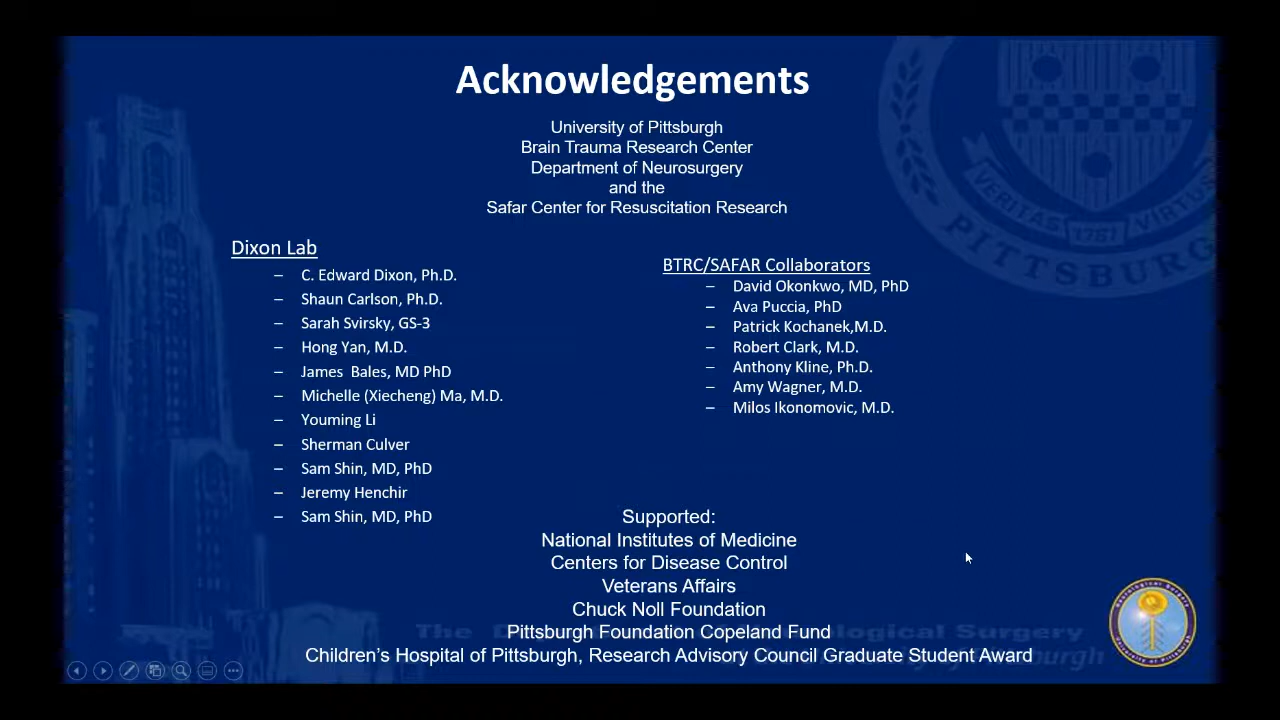 Acknowledgements
University of Pittsburgh
Brain Trauma Research Center
Department of Neurosurgery
and the
Safar Center for Resuscitation Research
Dixon Lab
– C. Edward Dixon, Ph.D.
– Shaun Carlson, Ph.D.
– Sarah Svirsky, GS-3
– Hong Yan, M.D.
– James Bales, MD PhD
– Michelle (Xiecheng) Ma, M.D.
– Youming Li
– Sherman Culver
– Sam Shin, MD, PhD
– Jeremy Henchir
– Sam Shin, MD, PhD
BTRC/SAFAR Collaborators
– David Okonkwo, MD, PhD
– Ava Puccia, PhD
– Patrick Kochanek,M.D.
– Robert Clark, M.D.
– Anthony Kline, Ph.D.
– Amy Wagner, M.D.
– Milos Ikonomovic, M.D.
Supported:
National Institutes of Medicine
Centers for Disease Control
Veterans Affairs
Chuck Noll Foundation
Pittsburgh Foundation Copeland Fund
Children's Hospital of Pittsburgh, Research Advisory Council Graduate Student Award
VERITAS 1787 VIRTUS
PITTSBURG